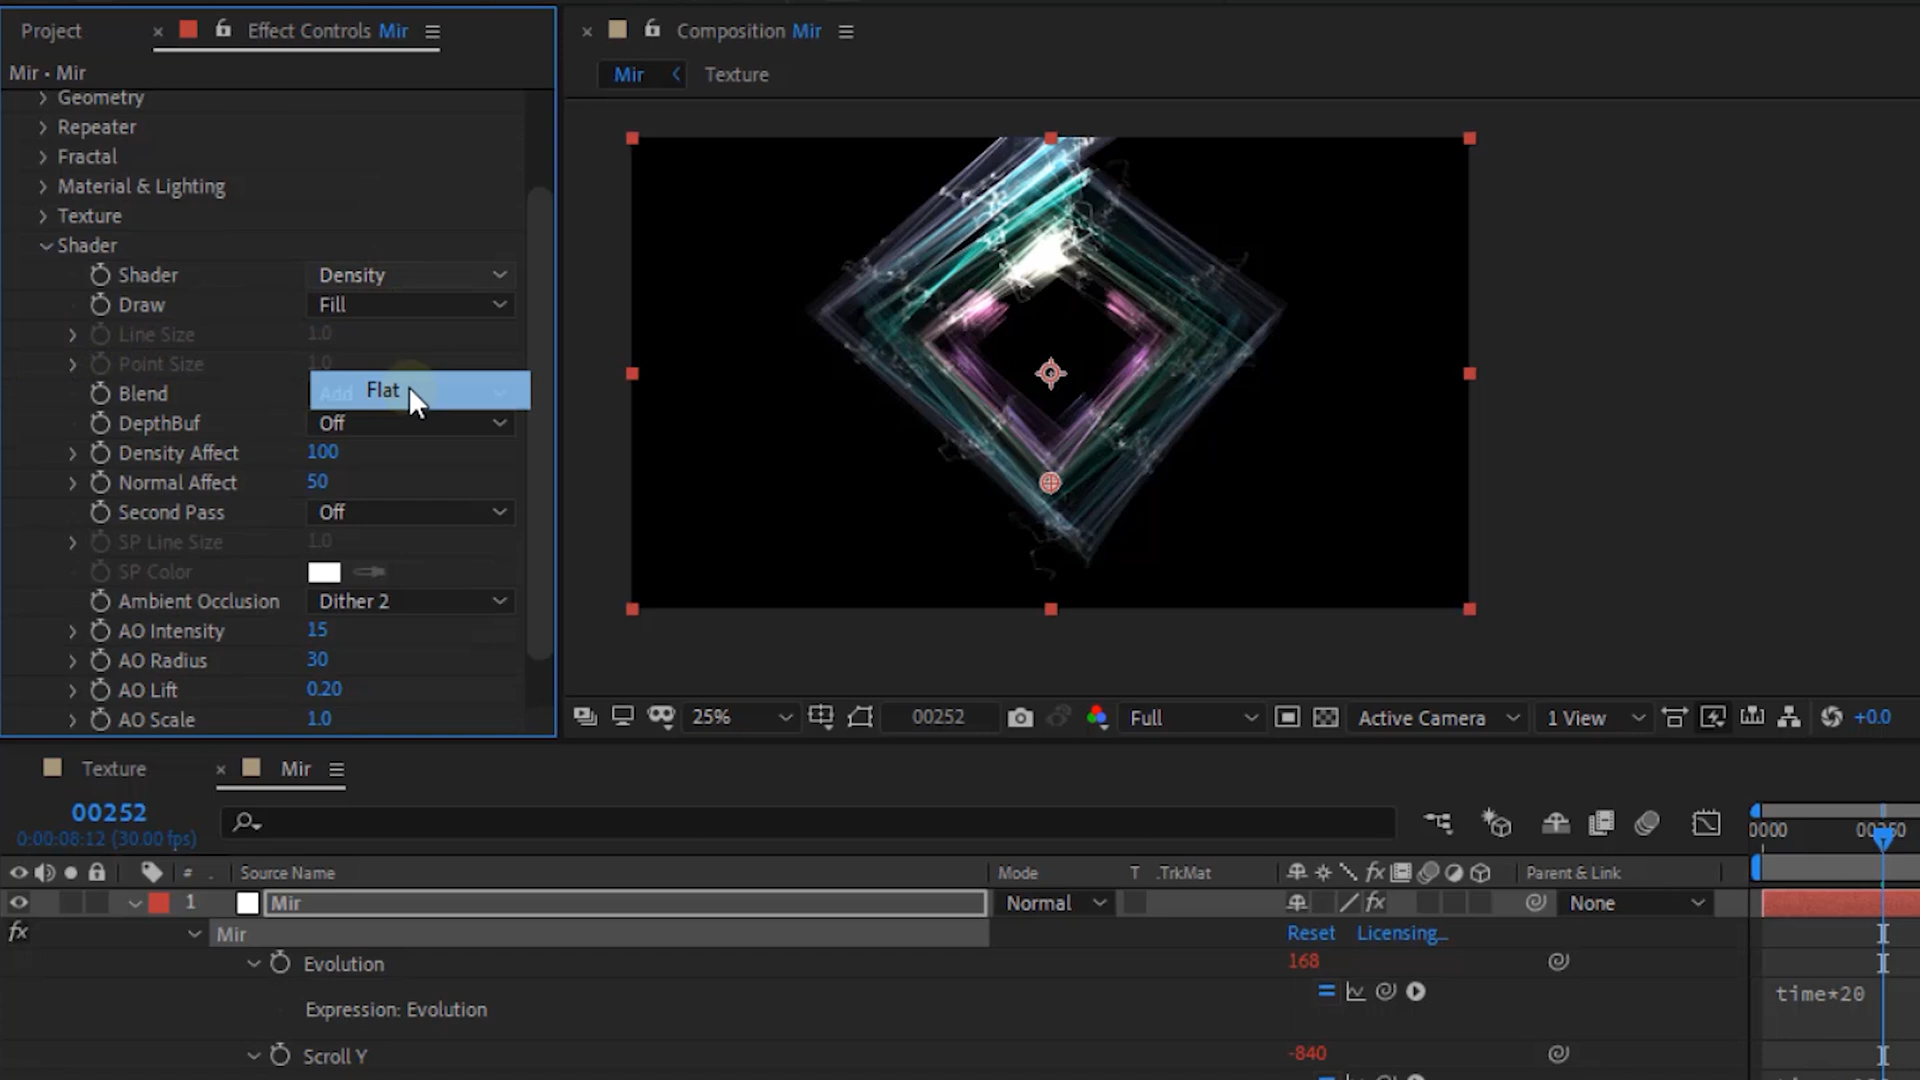 Project
× Effect Controls Mir
Mir • Mir
Geometry
Repeater
Fractal
Material & Lighting
Texture
Shader
Shader Density
Draw Fill
Line Size 1.0
Point Size 1.0
Blend Add Flat
DepthBuf Off
Density Affect 100
Normal Affect 50
Second Pass Off
SP Line Size 1.0
SP Color
Ambient Occlusion Dither 2
AO Intensity 15
AO Radius 30
AO Lift 0.20
AO Scale 1.0
× Composition Mir
Mir Texture
25% 00252 Full Active Camera 1 View +0.0
Texture × Mir
00252
0:00:08:12 (30.00 fps)
0000 00250
# . Source Name Mode T .TrkMat fx Parent & Link
1 Mir Normal fx None
fx Mir Reset Licensing...
Evolution 168
Expression: Evolution time*20
Scroll Y -840